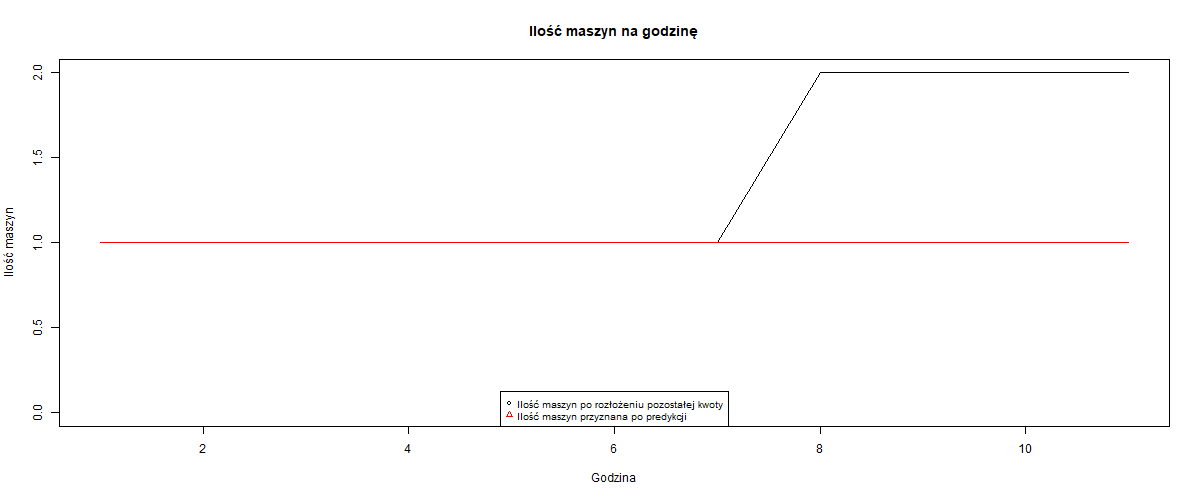 Ilość maszyn na godzinę
Ilość maszyn
2.0
1.5
1.0
0.5
0.0
Ilość maszyn po rozłożeniu pozostałej kwoty
Ilość maszyn przyznana po predykcji
2 4 6 8 10
Godzina